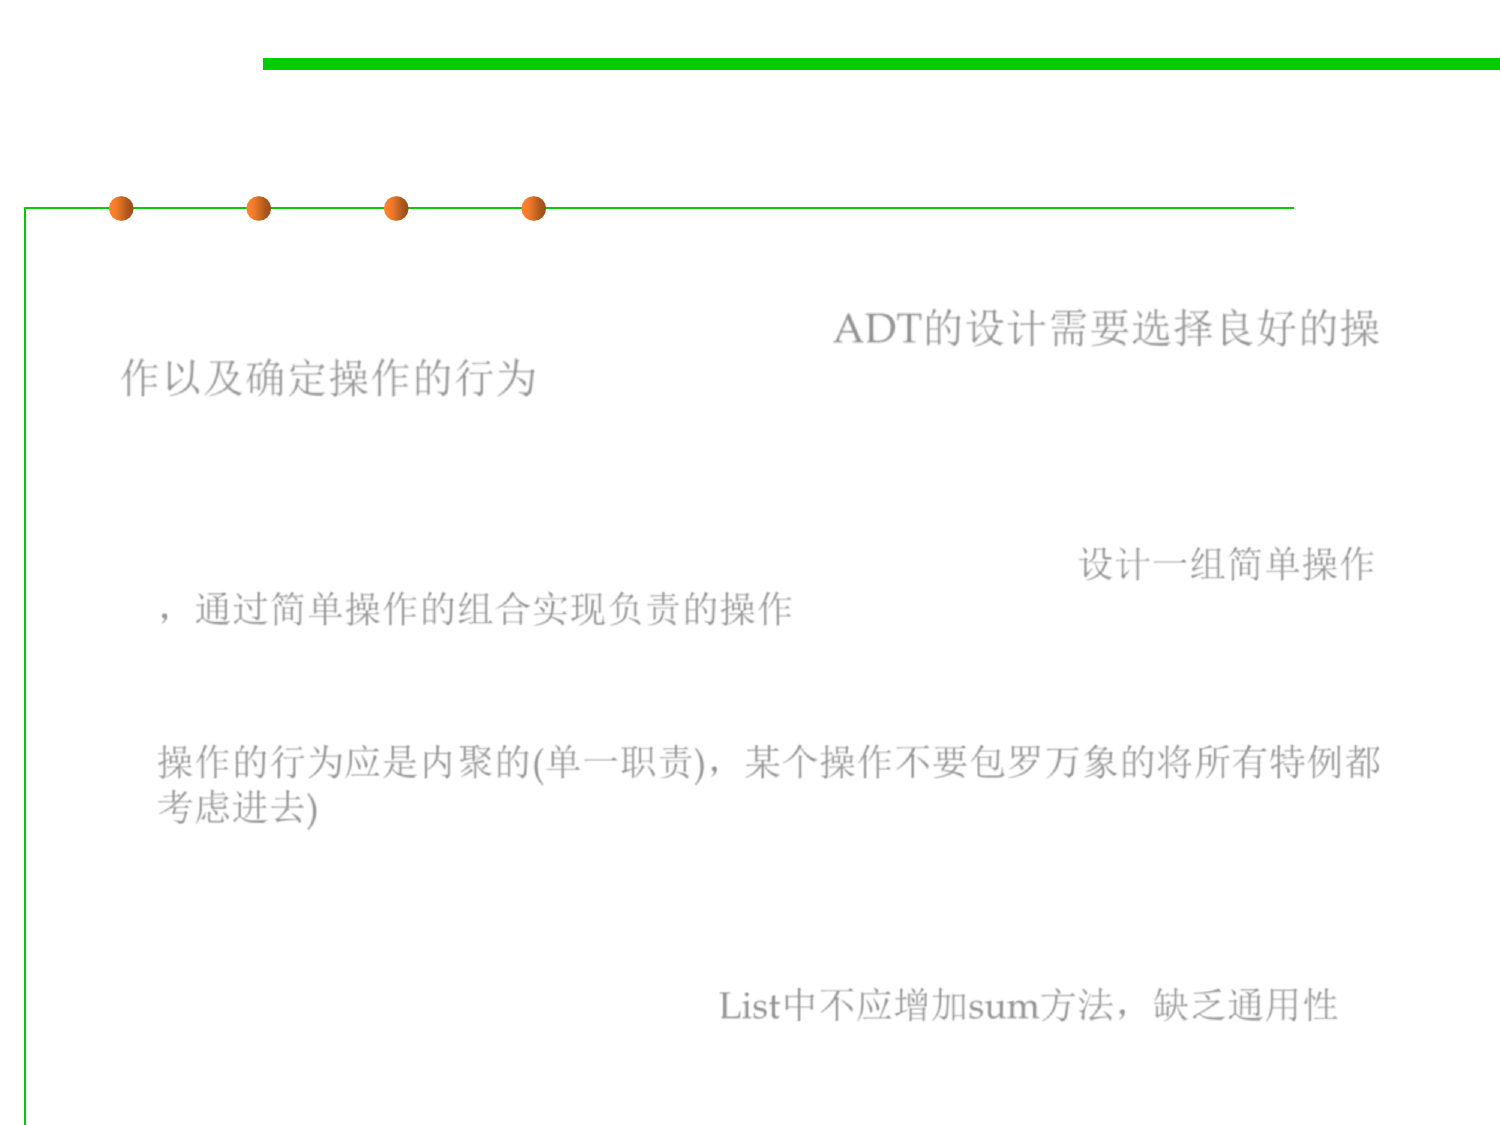 ADT的设计需要选择良好的操
作以及确定操作的行为
设计一组简单操作
，通过简单操作的组合实现负责的操作
操作的行为应是内聚的(单一职责)，某个操作不要包罗万象的将所有特例都
考虑进去)
List中不应增加sum方法，缺乏通用性